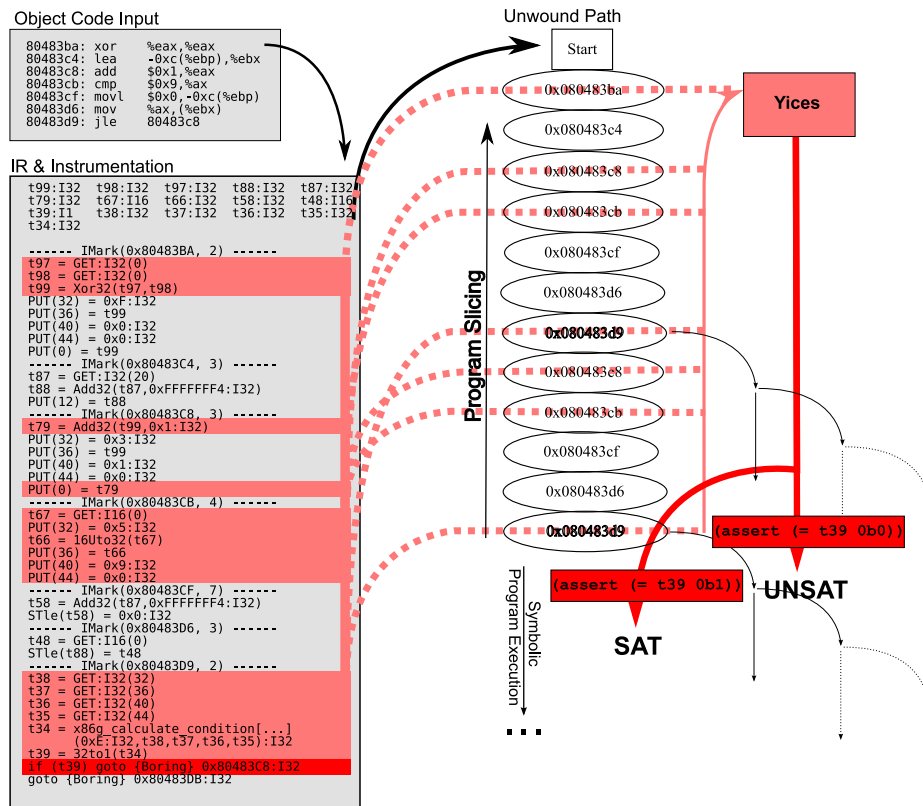 Object Code Input
80483ba: xor %eax,%eax
80483c4: lea -0xc(%ebp),%ebx
80483c8: add $0x1,%eax
80483cb: cmp $0x9,%ax
80483cf: movl $0x0,-0xc(%ebp)
80483d6: mov %ax,(%ebx)
80483d9: jle 80483c8
IR & Instrumentation
t99:I32 t98:I32 t97:I32 t88:I32 t87:I32
t79:I32 t67:I16 t66:I32 t58:I32 t48:I16
t39:I1 t38:I32 t37:I32 t36:I32 t35:I32
t34:I32
------ IMark(0x80483BA, 2) ------
t97 = GET:I32(0)
t98 = GET:I32(0)
t99 = Xor32(t97,t98)
PUT(32) = 0xF:I32
PUT(36) = t99
PUT(40) = 0x0:I32
PUT(44) = 0x0:I32
PUT(0) = t99
------ IMark(0x80483C4, 3) ------
t87 = GET:I32(20)
t88 = Add32(t87,0xFFFFFFF4:I32)
PUT(12) = t88
------ IMark(0x80483C8, 3) ------
t79 = Add32(t99,0x1:I32)
PUT(32) = 0x3:I32
PUT(36) = t99
PUT(40) = 0x1:I32
PUT(44) = 0x0:I32
PUT(0) = t79
------ IMark(0x80483CB, 4) ------
t67 = GET:I16(0)
PUT(32) = 0x5:I32
t66 = 16Uto32(t67)
PUT(36) = t66
PUT(40) = 0x9:I32
PUT(44) = 0x0:I32
------ IMark(0x80483CF, 7) ------
t58 = Add32(t87,0xFFFFFFF4:I32)
STle(t58) = 0x0:I32
------ IMark(0x80483D6, 3) ------
t48 = GET:I16(0)
STle(t88) = t48
------ IMark(0x80483D9, 2) ------
t38 = GET:I32(32)
t37 = GET:I32(36)
t36 = GET:I32(40)
t35 = GET:I32(44)
t34 = x86g_calculate_condition[...]
(0xE:I32,t38,t37,t36,t35):I32
t39 = 32to1(t34)
if (t39) goto {Boring} 0x80483C8:I32
goto {Boring} 0x80483DB:I32
Unwound Path
Start
0x080483ba
0x080483c4
0x080483c8
0x080483cb
0x080483cf
0x080483d6
0x080483d9
0x080483c8
0x080483cb
0x080483cf
0x080483d6
0x080483d9
Program Slicing
Symbolic
Program Execution
...
Yices
(assert (= t39 0b0))
UNSAT
(assert (= t39 0b1))
SAT